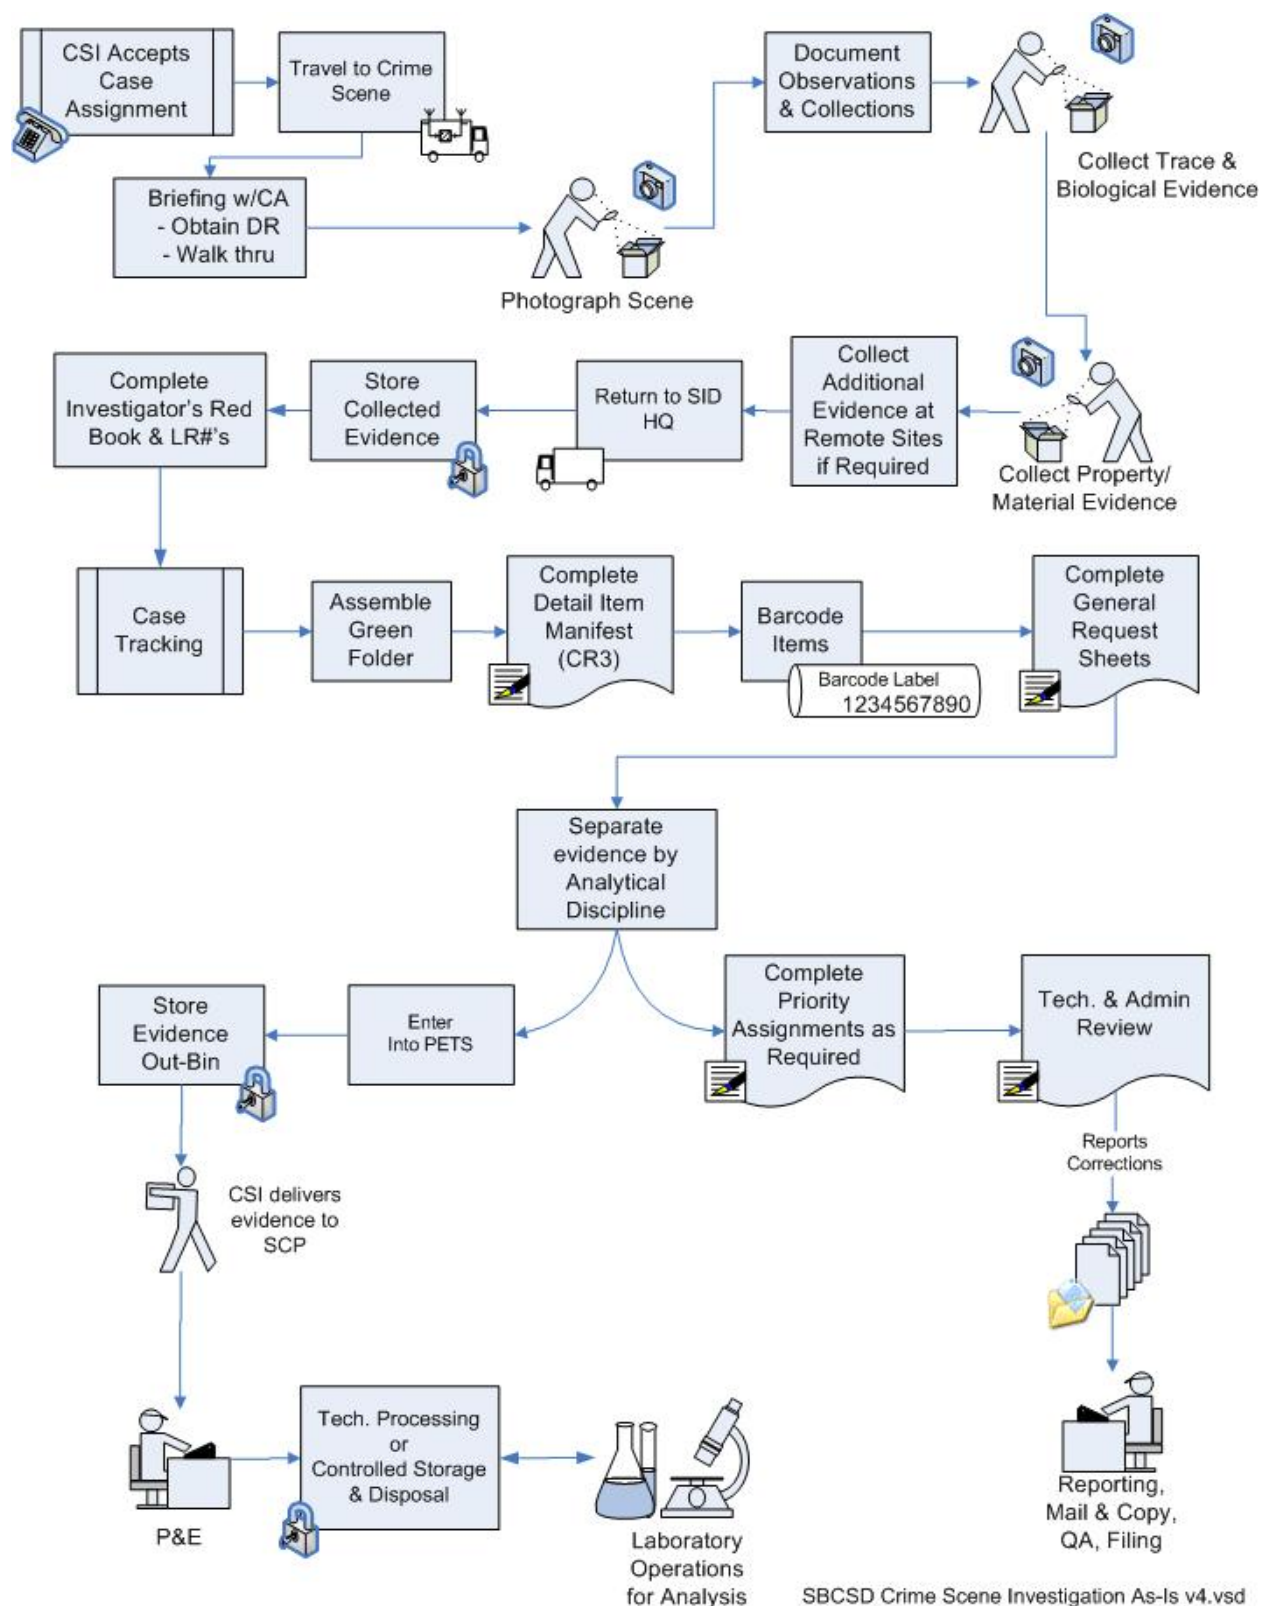 CSI Accepts
Case
Assignment
Travel to Crime
Scene
Briefing w/CA
- Obtain DR
- Walk thru
Photograph Scene
Document
Observations
& Collections
Collect Trace &
Biological Evidence
Collect Property/
Material Evidence
Collect
Additional
Evidence at
Remote Sites
if Required
Return to SID
HQ
Store
Collected
Evidence
Complete
Investigator's Red
Book & LR#'s
Case
Tracking
Assemble
Green
Folder
Complete
Detail Item
Manifest
(CR3)
Barcode
Items
Barcode Label
1234567890
Complete
General
Request
Sheets
Separate
evidence by
Analytical
Discipline
Enter
Into PETS
Store
Evidence
Out-Bin
CSI delivers
evidence to
SCP
P&E
Tech. Processing
or
Controlled Storage
& Disposal
Laboratory
Operations
for Analysis
Complete
Priority
Assignments as
Required
Tech. & Admin
Review
Reports
Corrections
Reporting,
Mail & Copy,
QA, Filing
SBCSD Crime Scene Investigation As-Is v4.vsd